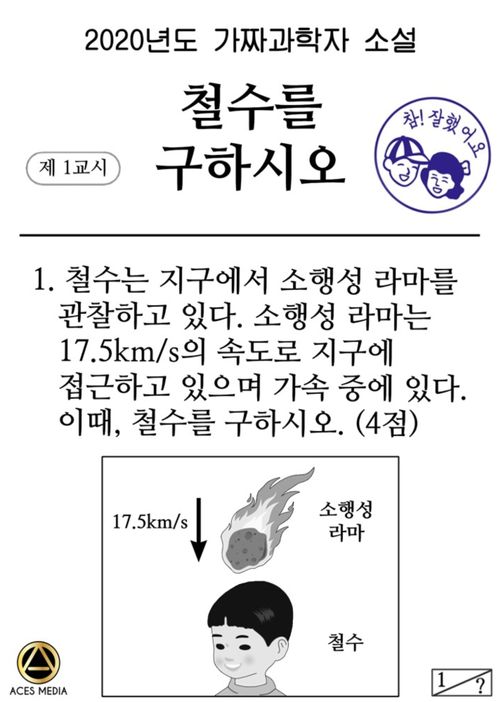 2020년도 가짜과학자 소설
철수를
구하시오
제 1교시
참! 잘했어요
1. 철수는 지구에서 소행성 라마를
관찰하고 있다. 소행성 라마는
17.5km/s의 속도로 지구에
접근하고 있으며 가속 중에 있다.
이때, 철수를 구하시오. (4점)
17.5km/s
소행성
라마
철수
ACES MEDIA
1/?